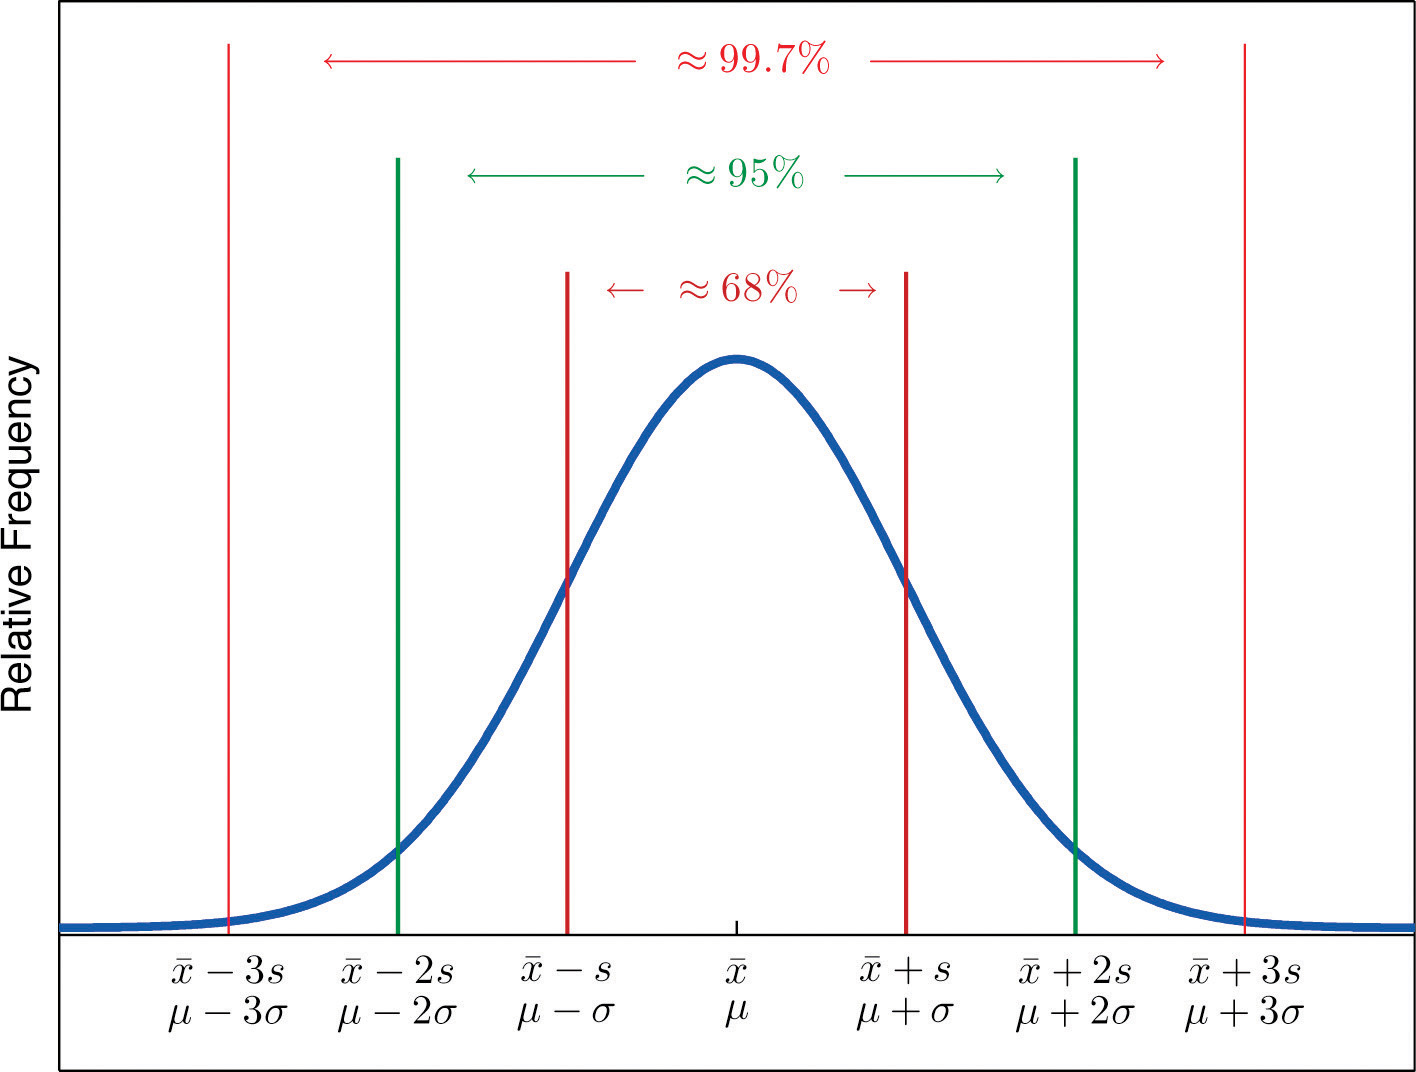 ≈ 99.7%
≈ 95%
≈ 68%
Relative Frequency
x̄ − 3s x̄ − 2s x̄ − s x̄ x̄ + s x̄ + 2s x̄ + 3s
μ − 3σ μ − 2σ μ − σ μ μ + σ μ + 2σ μ + 3σ